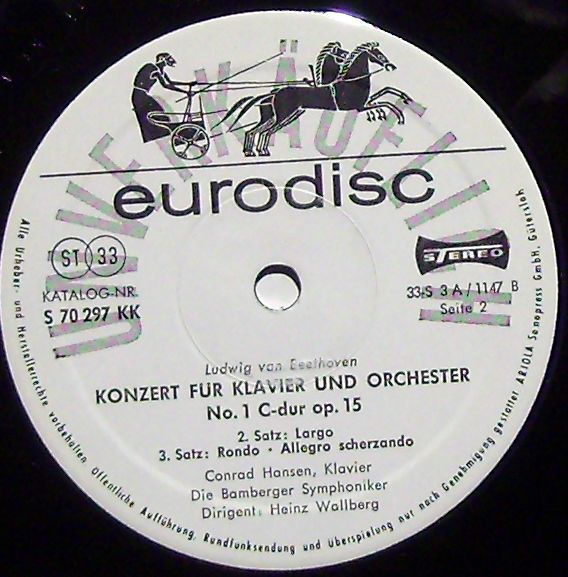 UNVERKÄUFLICH
eurodisc
ST 33
STEREO
KATALOG-NR.
S 70 297 KK
33-S 3 A / 1147 B
Seite 2
Ludwig van Beethoven
KONZERT FÜR KLAVIER UND ORCHESTER
No. 1 C-dur op. 15
2. Satz: Largo
3. Satz: Rondo · Allegro scherzando
Conrad Hansen, Klavier
Die Bamberger Symphoniker
Dirigent: Heinz Wallberg
Alle Urheber- und Herstellerrechte vorbehalten. Öffentliche Aufführung, Rundfunksendung und Überspielung nur nach Genehmigung gestattet ARIOLA Sonopress GmbH. Gütersloh